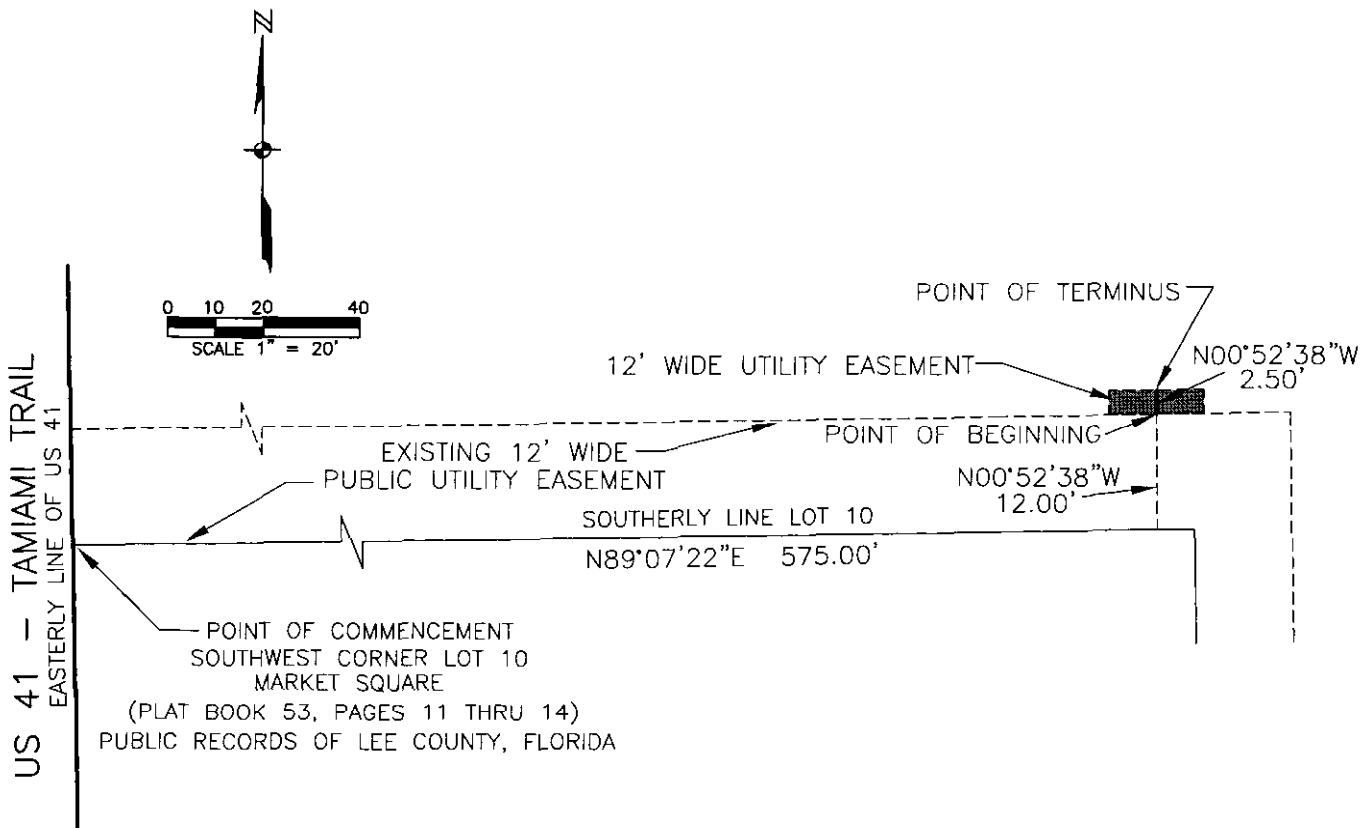 N
0 10 20 40
SCALE 1" = 20'
US 41 - TAMIAMI TRAIL
EASTERLY LINE OF US 41
POINT OF TERMINUS
12' WIDE UTILITY EASEMENT
N00°52'38"W
2.50'
POINT OF BEGINNING
EXISTING 12' WIDE
PUBLIC UTILITY EASEMENT
N00°52'38"W
12.00'
SOUTHERLY LINE LOT 10
N89°07'22"E 575.00'
POINT OF COMMENCEMENT
SOUTHWEST CORNER LOT 10
MARKET SQUARE
(PLAT BOOK 53, PAGES 11 THRU 14)
PUBLIC RECORDS OF LEE COUNTY, FLORIDA